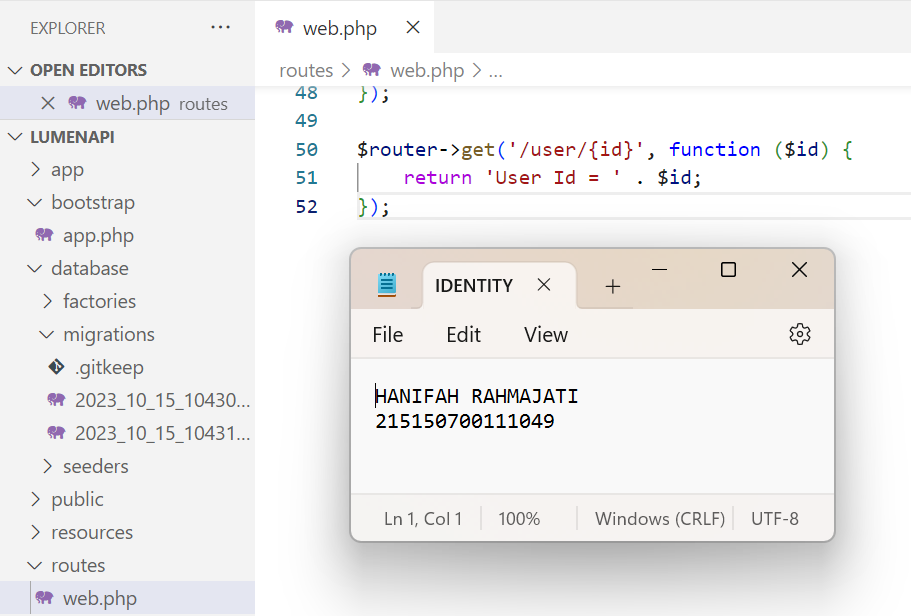 EXPLORER
...
OPEN EDITORS
web.php routes
LUMENAPI
app
bootstrap
app.php
database
factories
migrations
.gitkeep
2023_10_15_10430...
2023_10_15_10431...
seeders
public
resources
routes
web.php
web.php
routes > web.php > ...
48 });
49
50 $router->get('/user/{id}', function ($id) {
51     return 'User Id = ' . $id;
52 });
IDENTITY
File Edit View
HANIFAH RAHMAJATI
215150700111049
Ln 1, Col 1 100% Windows (CRLF) UTF-8